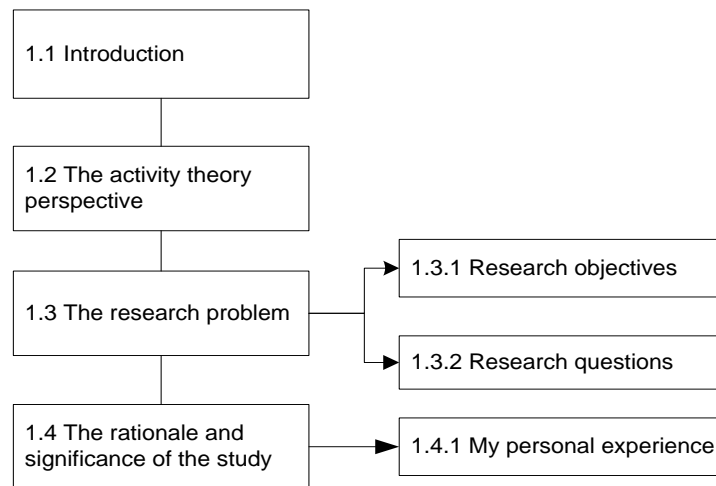 1.1 Introduction
1.2 The activity theory
perspective
1.3 The research problem
1.3.1 Research objectives
1.3.2 Research questions
1.4 The rationale and
significance of the study
1.4.1 My personal experience